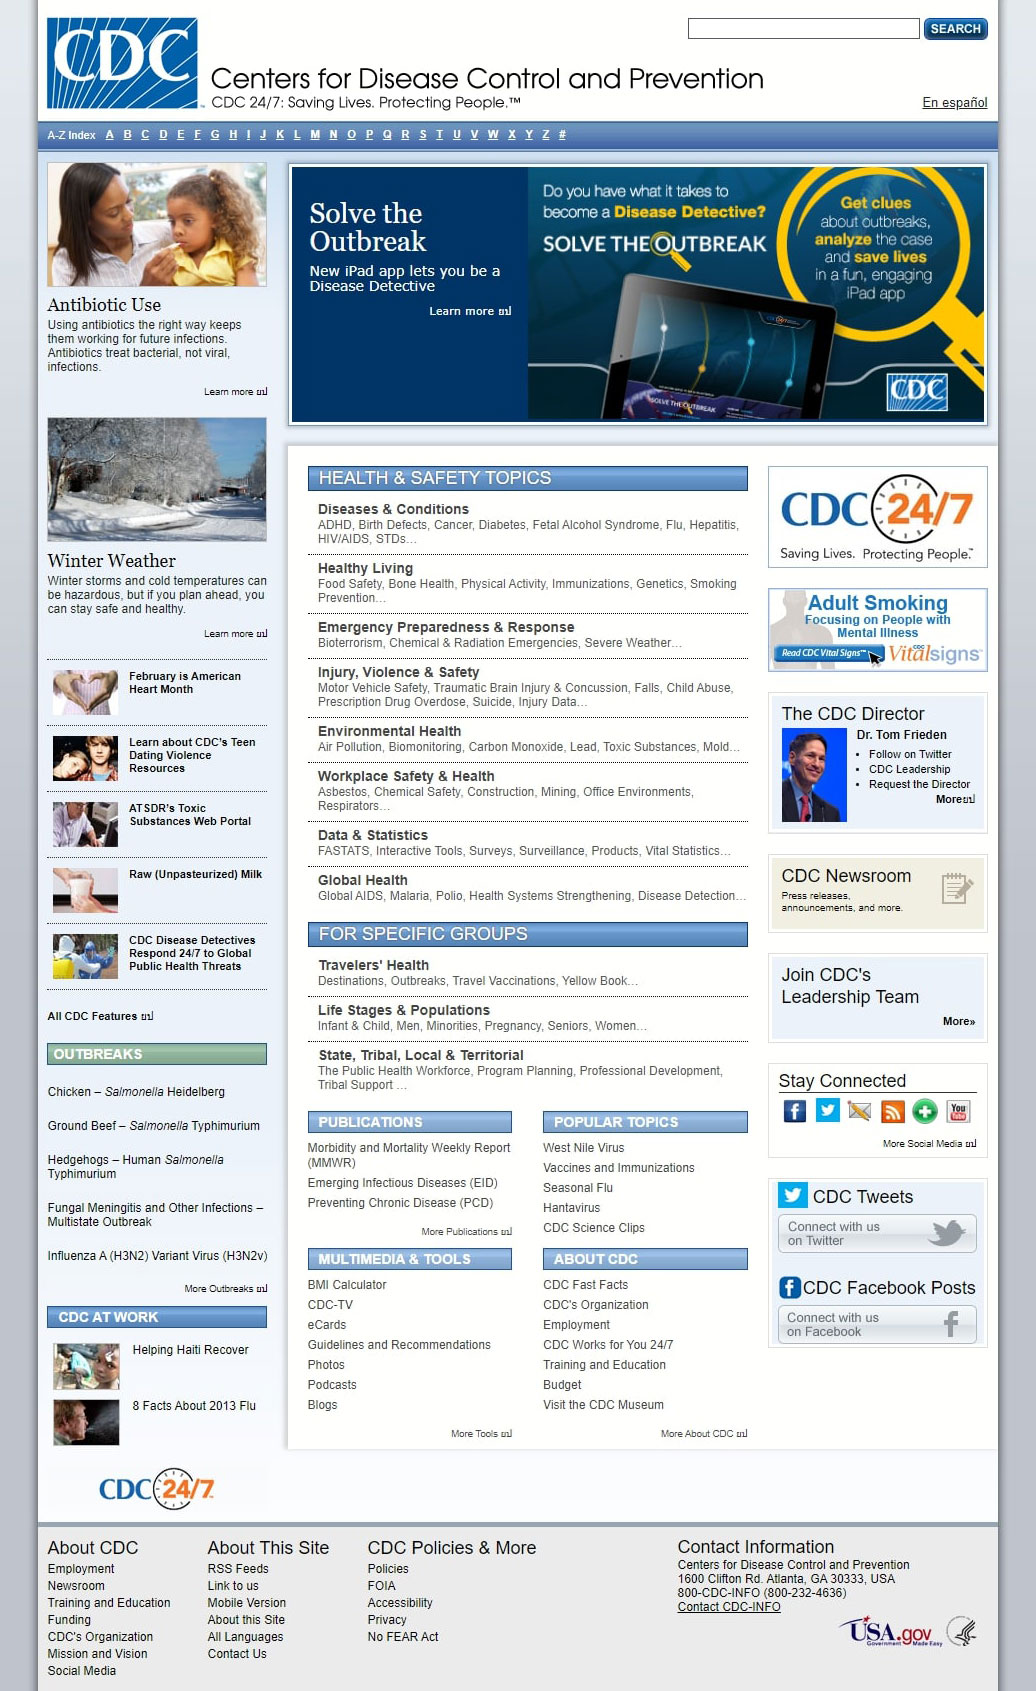 CDC
SEARCH
Centers for Disease Control and Prevention
CDC 24/7: Saving Lives. Protecting People.™
En español
A-Z Index A B C D E F G H I J K L M N O P Q R S T U V W X Y Z #
Antibiotic Use
Using antibiotics the right way keeps
them working for future infections.
Antibiotics treat bacterial, not viral,
infections.
Learn more
Winter Weather
Winter storms and cold temperatures can
be hazardous, but if you plan ahead, you
can stay safe and healthy.
Learn more
February is American
Heart Month
Learn about CDC's Teen
Dating Violence
Resources
ATSDR's Toxic
Substances Web Portal
Raw (Unpasteurized) Milk
CDC Disease Detectives
Respond 24/7 to Global
Public Health Threats
All CDC Features
OUTBREAKS
Chicken – Salmonella Heidelberg
Ground Beef – Salmonella Typhimurium
Hedgehogs – Human Salmonella
Typhimurium
Fungal Meningitis and Other Infections –
Multistate Outbreak
Influenza A (H3N2) Variant Virus (H3N2v)
More Outbreaks
CDC AT WORK
Helping Haiti Recover
8 Facts About 2013 Flu
CDC 24/7
Solve the
Outbreak
New iPad app lets you be a
Disease Detective
Learn more
Do you have what it takes to
become a Disease Detective?
SOLVE THE OUTBREAK
Get clues
about outbreaks,
analyze the case
and save lives
in a fun, engaging
iPad app
SOLVE THE OUTBREAK
CDC
HEALTH & SAFETY TOPICS
Diseases & Conditions
ADHD, Birth Defects, Cancer, Diabetes, Fetal Alcohol Syndrome, Flu, Hepatitis,
HIV/AIDS, STDs…
Healthy Living
Food Safety, Bone Health, Physical Activity, Immunizations, Genetics, Smoking
Prevention…
Emergency Preparedness & Response
Bioterrorism, Chemical & Radiation Emergencies, Severe Weather…
Injury, Violence & Safety
Motor Vehicle Safety, Traumatic Brain Injury & Concussion, Falls, Child Abuse,
Prescription Drug Overdose, Suicide, Injury Data…
Environmental Health
Air Pollution, Biomonitoring, Carbon Monoxide, Lead, Toxic Substances, Mold…
Workplace Safety & Health
Asbestos, Chemical Safety, Construction, Mining, Office Environments,
Respirators…
Data & Statistics
FASTATS, Interactive Tools, Surveys, Surveillance, Products, Vital Statistics…
Global Health
Global AIDS, Malaria, Polio, Health Systems Strengthening, Disease Detection…
FOR SPECIFIC GROUPS
Travelers' Health
Destinations, Outbreaks, Travel Vaccinations, Yellow Book…
Life Stages & Populations
Infant & Child, Men, Minorities, Pregnancy, Seniors, Women…
State, Tribal, Local & Territorial
The Public Health Workforce, Program Planning, Professional Development,
Tribal Support …
PUBLICATIONS
Morbidity and Mortality Weekly Report
(MMWR)
Emerging Infectious Diseases (EID)
Preventing Chronic Disease (PCD)
More Publications
POPULAR TOPICS
West Nile Virus
Vaccines and Immunizations
Seasonal Flu
Hantavirus
CDC Science Clips
MULTIMEDIA & TOOLS
BMI Calculator
CDC-TV
eCards
Guidelines and Recommendations
Photos
Podcasts
Blogs
More Tools
ABOUT CDC
CDC Fast Facts
CDC's Organization
Employment
CDC Works for You 24/7
Training and Education
Budget
Visit the CDC Museum
More About CDC
CDC 24/7
Saving Lives. Protecting People.™
Adult Smoking
Focusing on People with
Mental Illness
Read CDC Vital Signs™
CDC
Vitalsigns™
The CDC Director
Dr. Tom Frieden
• Follow on Twitter
• CDC Leadership
• Request the Director
More
CDC Newsroom
Press releases,
announcements, and more.
Join CDC's
Leadership Team
More»
Stay Connected
You
Tube
More Social Media
CDC Tweets
Connect with us
on Twitter
CDC Facebook Posts
Connect with us
on Facebook
About CDC
Employment
Newsroom
Training and Education
Funding
CDC's Organization
Mission and Vision
Social Media
About This Site
RSS Feeds
Link to us
Mobile Version
About this Site
All Languages
Contact Us
CDC Policies & More
Policies
FOIA
Accessibility
Privacy
No FEAR Act
Contact Information
Centers for Disease Control and Prevention
1600 Clifton Rd. Atlanta, GA 30333, USA
800-CDC-INFO (800-232-4636)
Contact CDC-INFO
USA.gov
Government Made Easy